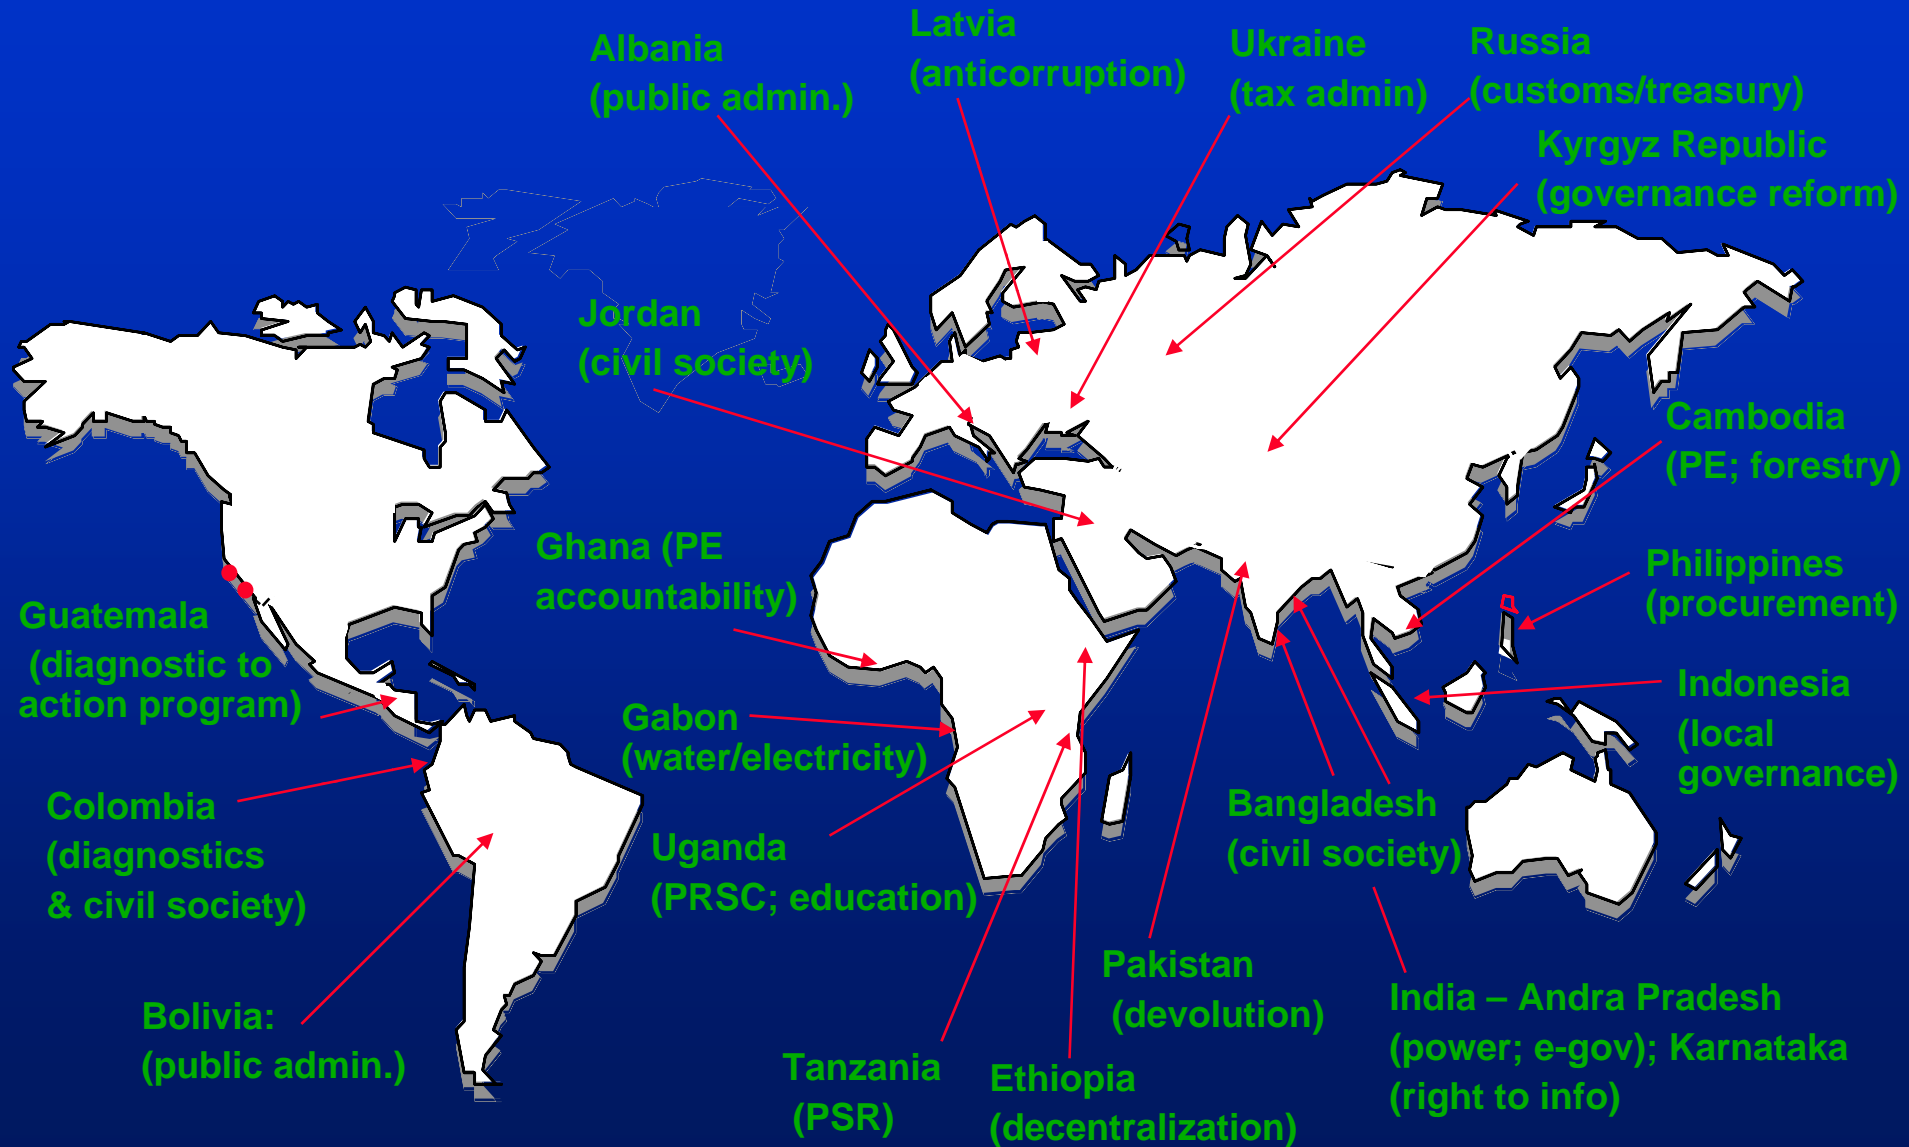 Albania
(public admin.)
Latvia
(anticorruption)
Ukraine
(tax admin)
Russia
(customs/treasury)
Kyrgyz Republic
(governance reform)
Jordan
(civil society)
Cambodia
(PE; forestry)
Ghana (PE
accountability)
Philippines
(procurement)
Guatemala
(diagnostic to
action program)
Gabon
(water/electricity)
Indonesia
(local
governance)
Colombia
(diagnostics
& civil society)
Uganda
(PRSC; education)
Bangladesh
(civil society)
Pakistan
(devolution)
India – Andra Pradesh
(power; e-gov); Karnataka
(right to info)
Bolivia:
(public admin.)
Tanzania
(PSR)
Ethiopia
(decentralization)